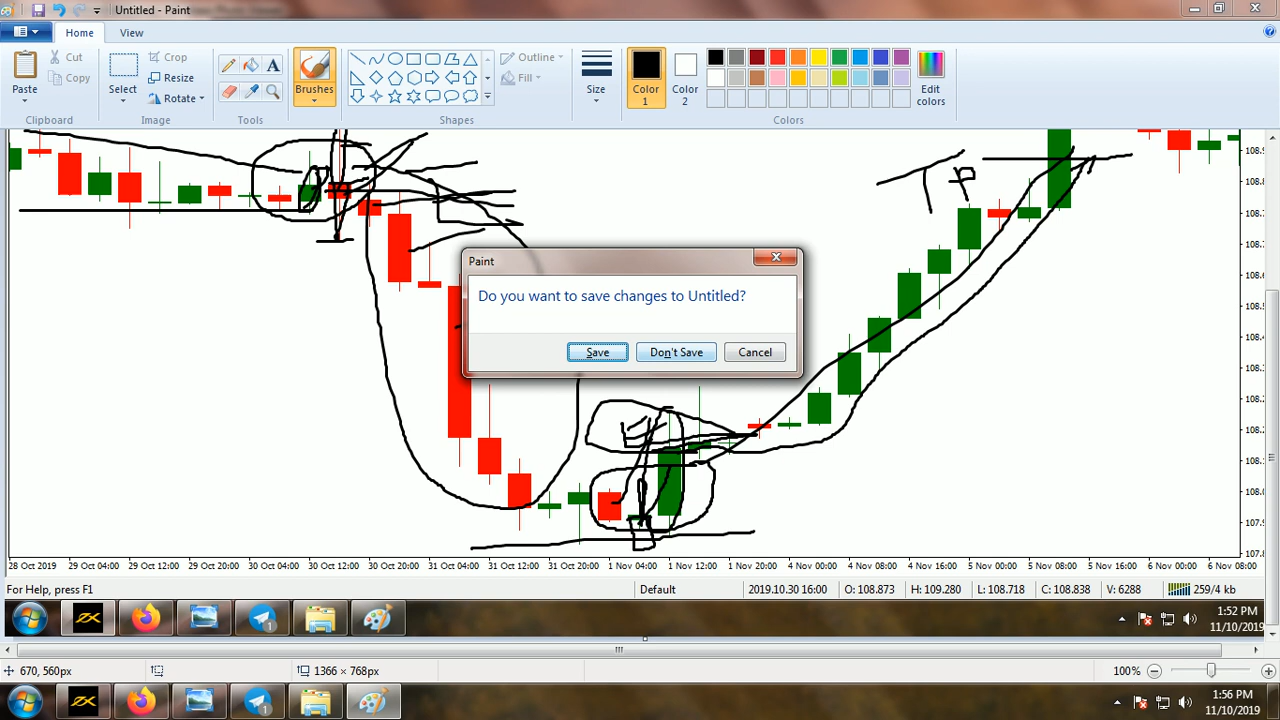 Untitled - Paint
Home
View
Paste
Cut
Copy
Clipboard
Select
Crop
Resize
Rotate
Image
A
Tools
Brushes
Shapes
Outline
Fill
Size
Color 1
Color 2
Edit colors
Colors
TP
Paint
Do you want to save changes to Untitled?
Save
Don't Save
Cancel
28 Oct 2019
29 Oct 04:00
29 Oct 12:00
29 Oct 20:00
30 Oct 04:00
30 Oct 12:00
30 Oct 20:00
31 Oct 04:00
31 Oct 12:00
31 Oct 20:00
1 Nov 04:00
1 Nov 12:00
1 Nov 20:00
4 Nov 00:00
4 Nov 08:00
4 Nov 16:00
5 Nov 00:00
5 Nov 08:00
5 Nov 16:00
6 Nov 00:00
6 Nov 08:00
For Help, press F1
Default
2019.10.30 16:00
O: 108.873
H: 109.280
L: 108.718
C: 108.838
V: 6288
259/4 kb
1
1:52 PM
11/10/2019
670, 560px
1366 × 768px
100%
1
1:56 PM
11/10/2019